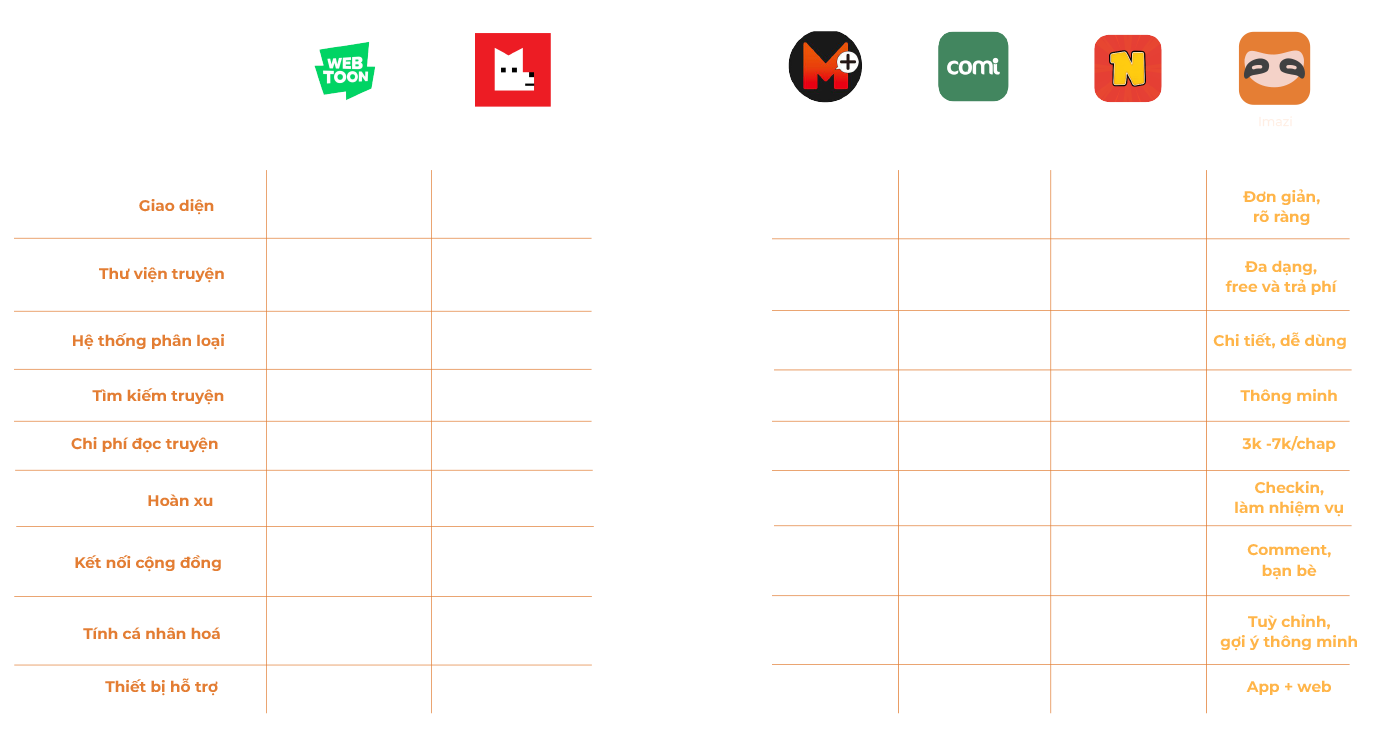 WEB
TOON
M+
comi
N
Imazi
Giao diện
Đơn giản,
rõ ràng
Thư viện truyện
Đa dạng,
free và trả phí
Hệ thống phân loại
Chi tiết, dễ dùng
Tìm kiếm truyện
Thông minh
Chi phí đọc truyện
3k -7k/chap
Hoàn xu
Checkin,
làm nhiệm vụ
Kết nối cộng đồng
Comment,
bạn bè
Tính cá nhân hoá
Tuỳ chỉnh,
gợi ý thông minh
Thiết bị hỗ trợ
App + web